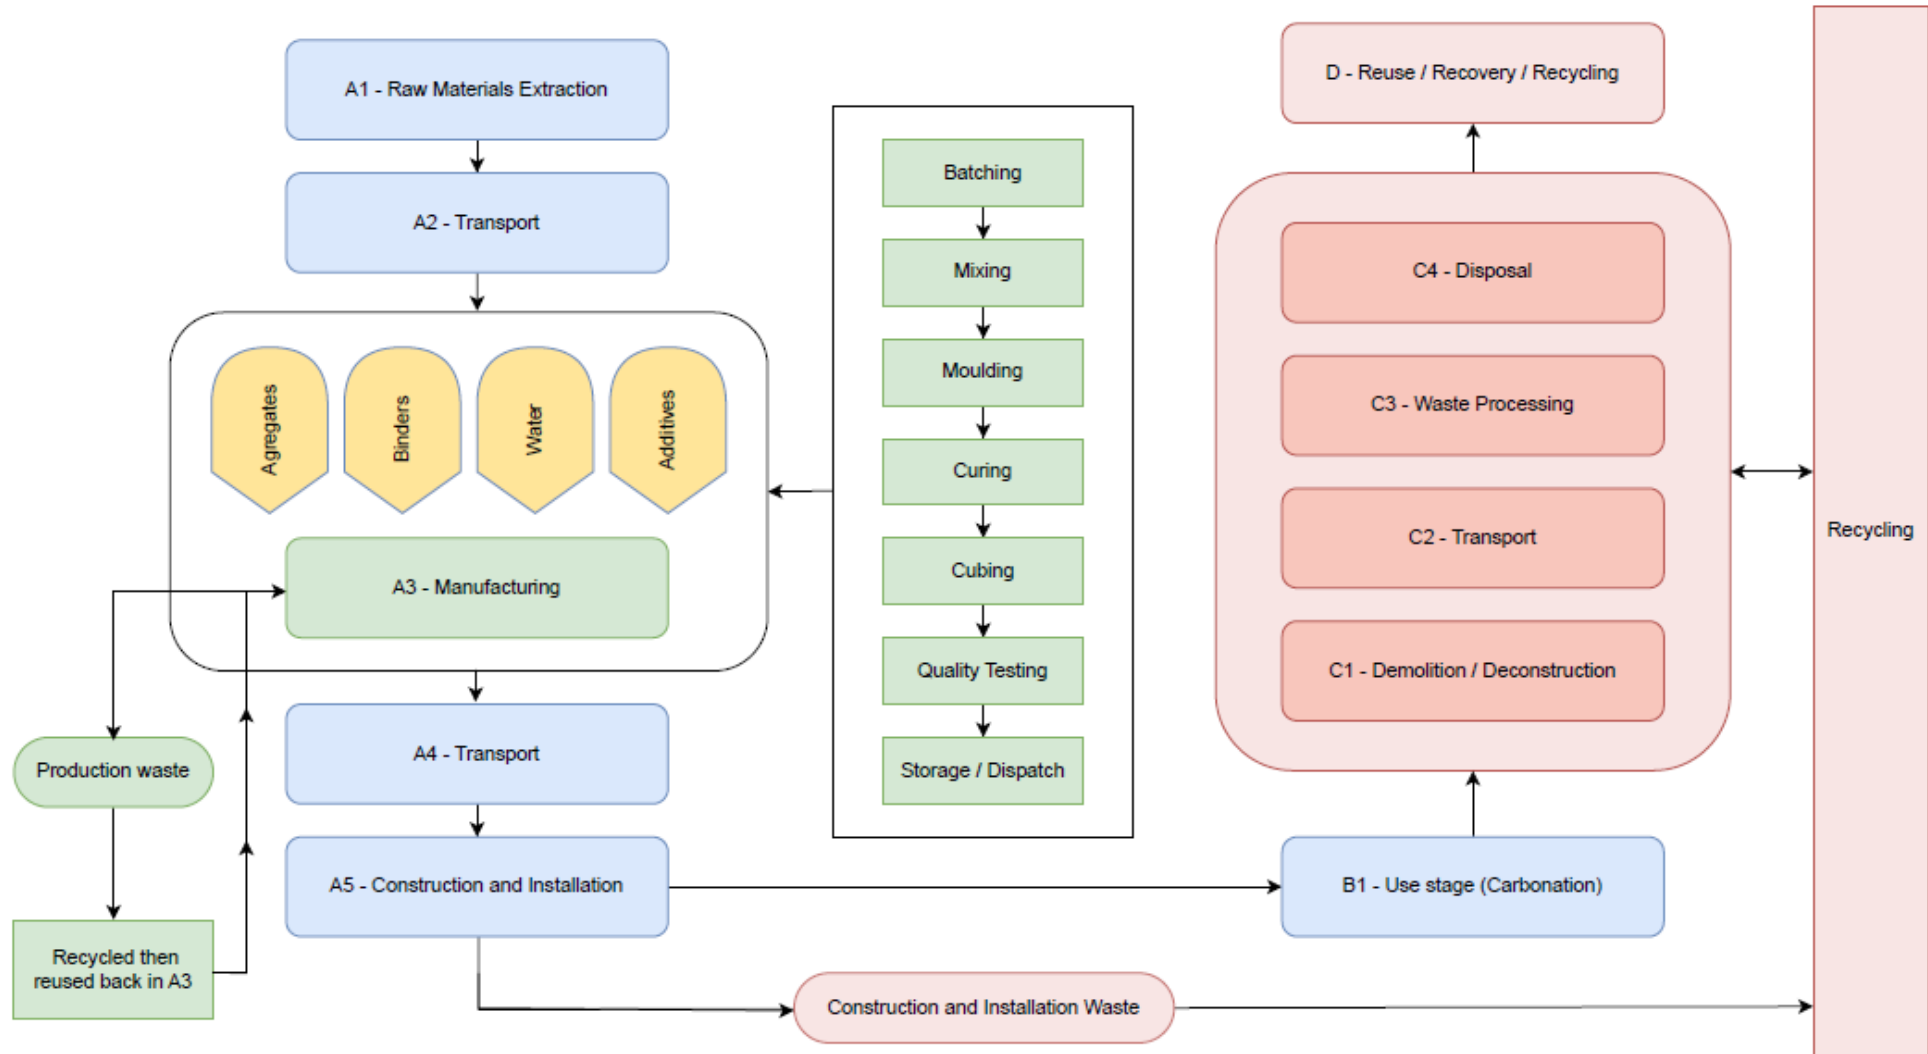 A1 - Raw Materials Extraction
A2 - Transport
Agregates
Binders
Water
Additives
A3 - Manufacturing
Production waste
Recycled then
reused back in A3
A4 - Transport
A5 - Construction and Installation
Batching
Mixing
Moulding
Curing
Cubing
Quality Testing
Storage / Dispatch
Construction and Installation Waste
D - Reuse / Recovery / Recycling
C4 - Disposal
C3 - Waste Processing
C2 - Transport
C1 - Demolition / Deconstruction
B1 - Use stage (Carbonation)
Recycling